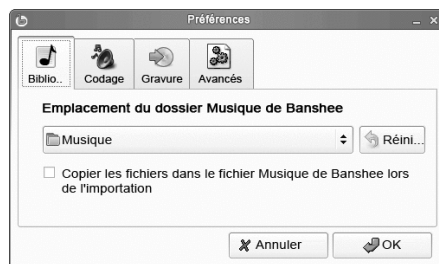 Préférences
Biblio..
Codage
Gravure
Avancés
Emplacement du dossier Musique de Banshee
Musique
Réini...
Copier les fichiers dans le fichier Musique de Banshee lors
de l'importation
Annuler
OK